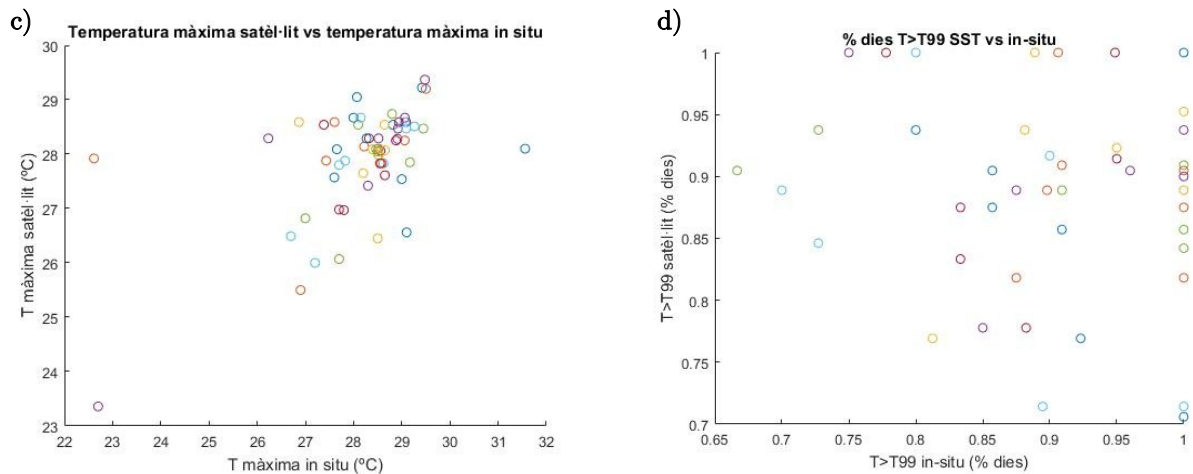 c)
Temperatura màxima satèl·lit vs temperatura màxima in situ
30
29
28
27
26
25
24
23
T màxima satèl·lit (ºC)
22 23 24 25 26 27 28 29 30 31 32
T màxima in situ (ºC)
d)
% dies T>T99 SST vs in-situ
1
0.95
0.9
0.85
0.8
0.75
0.7
T>T99 satèl·lit (% dies)
0.65 0.7 0.75 0.8 0.85 0.9 0.95 1
T>T99 in-situ (% dies)